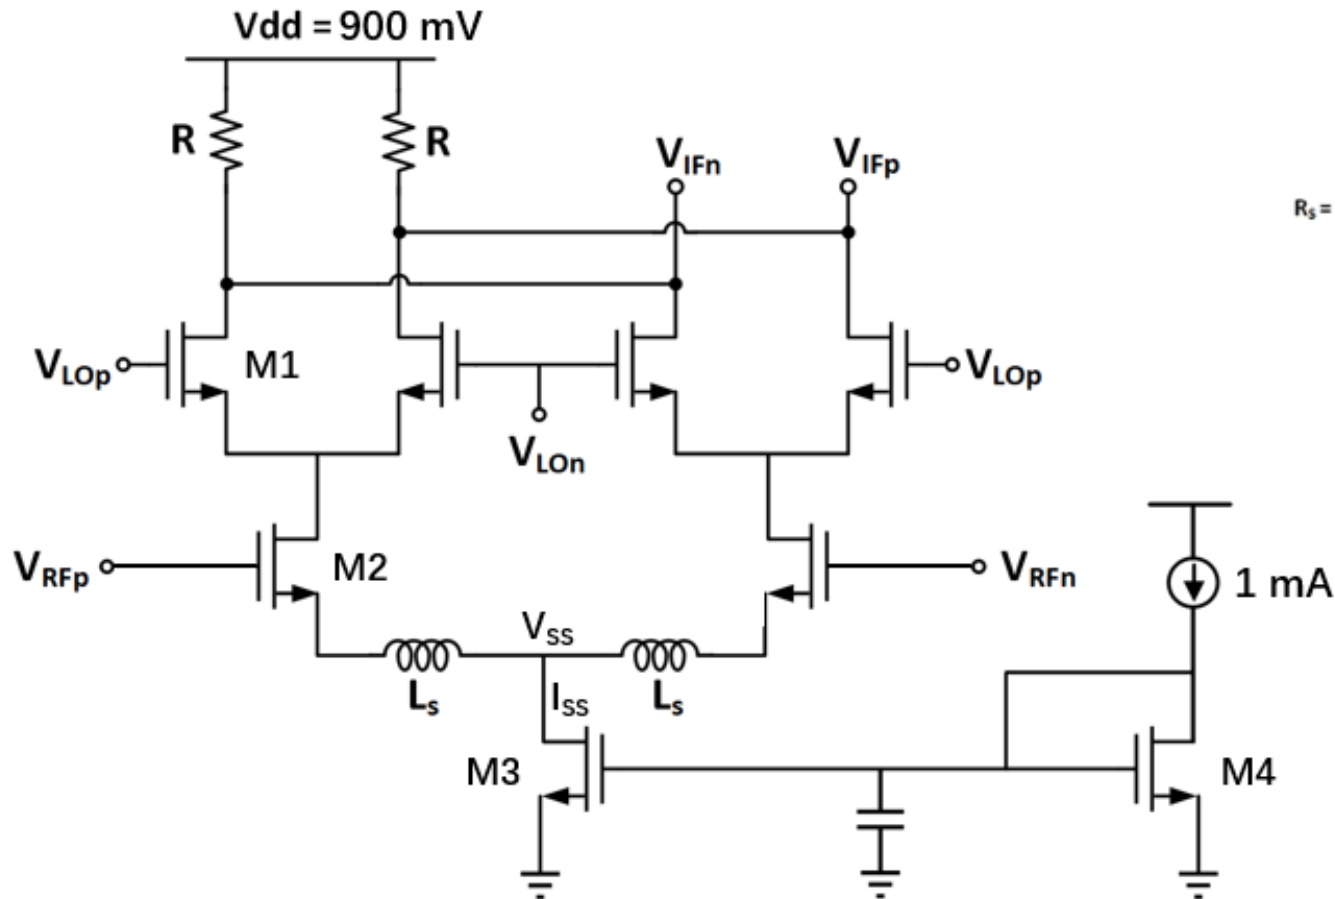 Vdd = 900 mV
R
R
V_IFn
V_IFp
R_s =
V_LOp
M1
V_LOp
V_LOn
V_RFp
M2
V_RFn
1 mA
V_ss
L_s
I_SS
L_s
M3
M4